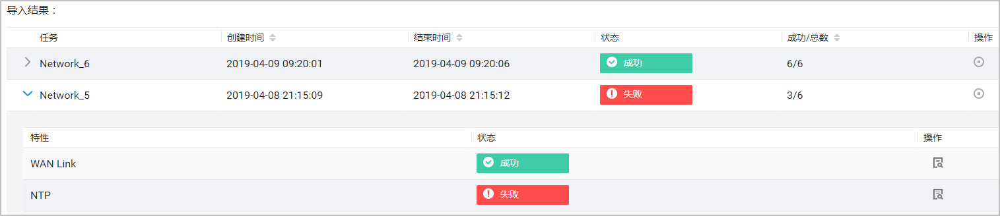 导入结果：
任务 创建时间 结束时间 状态 成功/总数 操作
Network_6 2019-04-09 09:20:01 2019-04-09 09:20:06 成功 6/6
Network_5 2019-04-08 21:15:09 2019-04-08 21:15:12 失败 3/6
特性 状态 操作
WAN Link 成功
NTP 失败